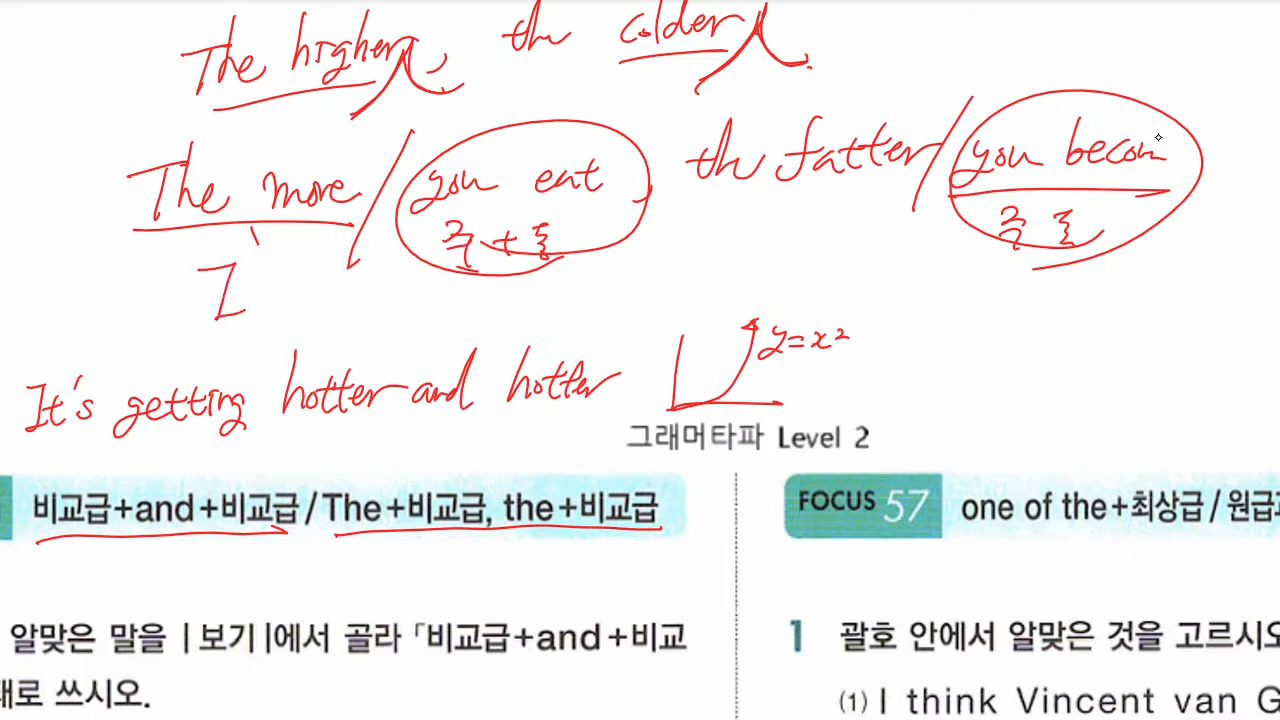 The higher, the colder
The more / you eat the fatter / you becom
주+동 주 동
It's getting hotter and hotter y=x²
그래머타파 Level 2
비교급+and+비교급/The+비교급, the+비교급
FOCUS 57 one of the+최상급/원급
알맞은 말을 |보기|에서 골라 「비교급+and+비교
대로 쓰시오.
1 괄호 안에서 알맞은 것을 고르시오
(1) I think Vincent van G